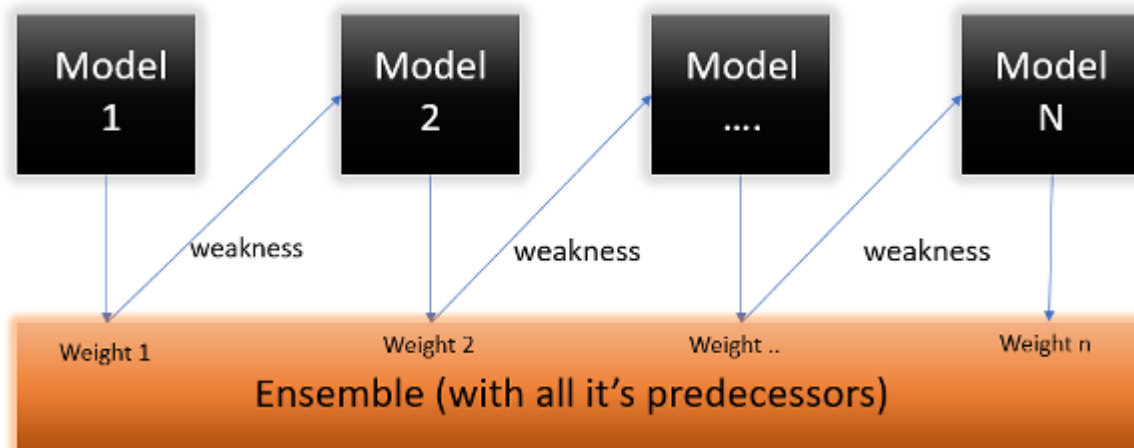 Model
1
Model
2
Model
....
Model
N
weakness
weakness
weakness
Weight 1
Weight 2
Weight ..
Weight n
Ensemble (with all it's predecessors)